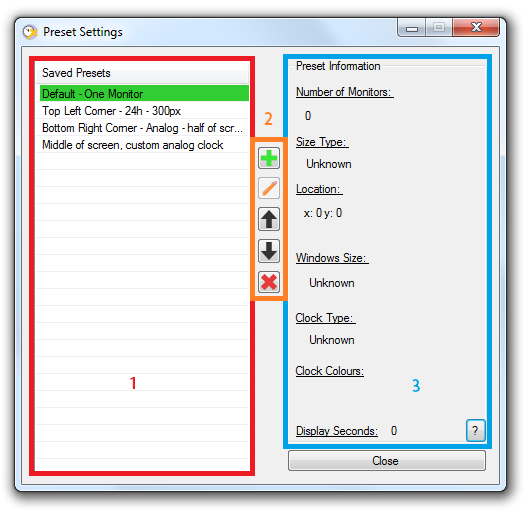 Preset Settings
Saved Presets
Default - One Monitor
Top Left Corner - 24h - 300px
Bottom Right Corner - Analog - half of scr...
Middle of screen, custom analog clock
1
2
Preset Information
Number of Monitors:
0
Size Type:
Unknown
Location:
x: 0 y: 0
Windows Size:
Unknown
Clock Type:
Unknown
Clock Colours:
3
Display Seconds: 0
?
Close